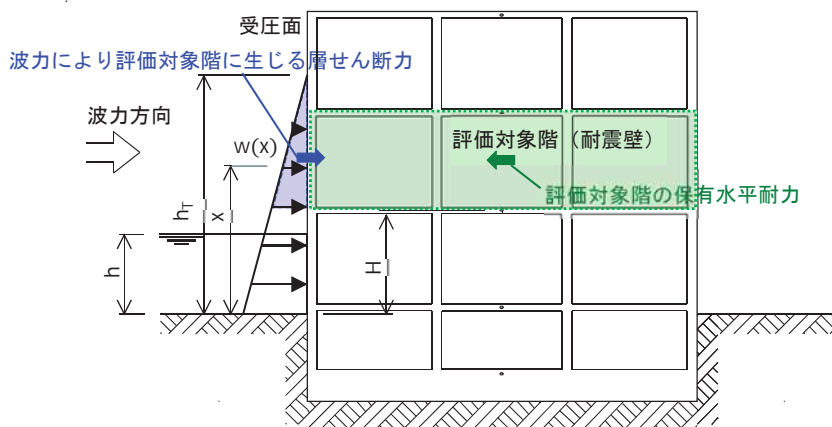 受圧面
波力により評価対象階に生じる層せん断力
波力方向
w(x)
評価対象階（耐震壁）
評価対象階の保有水平耐力
hT
x
h
H